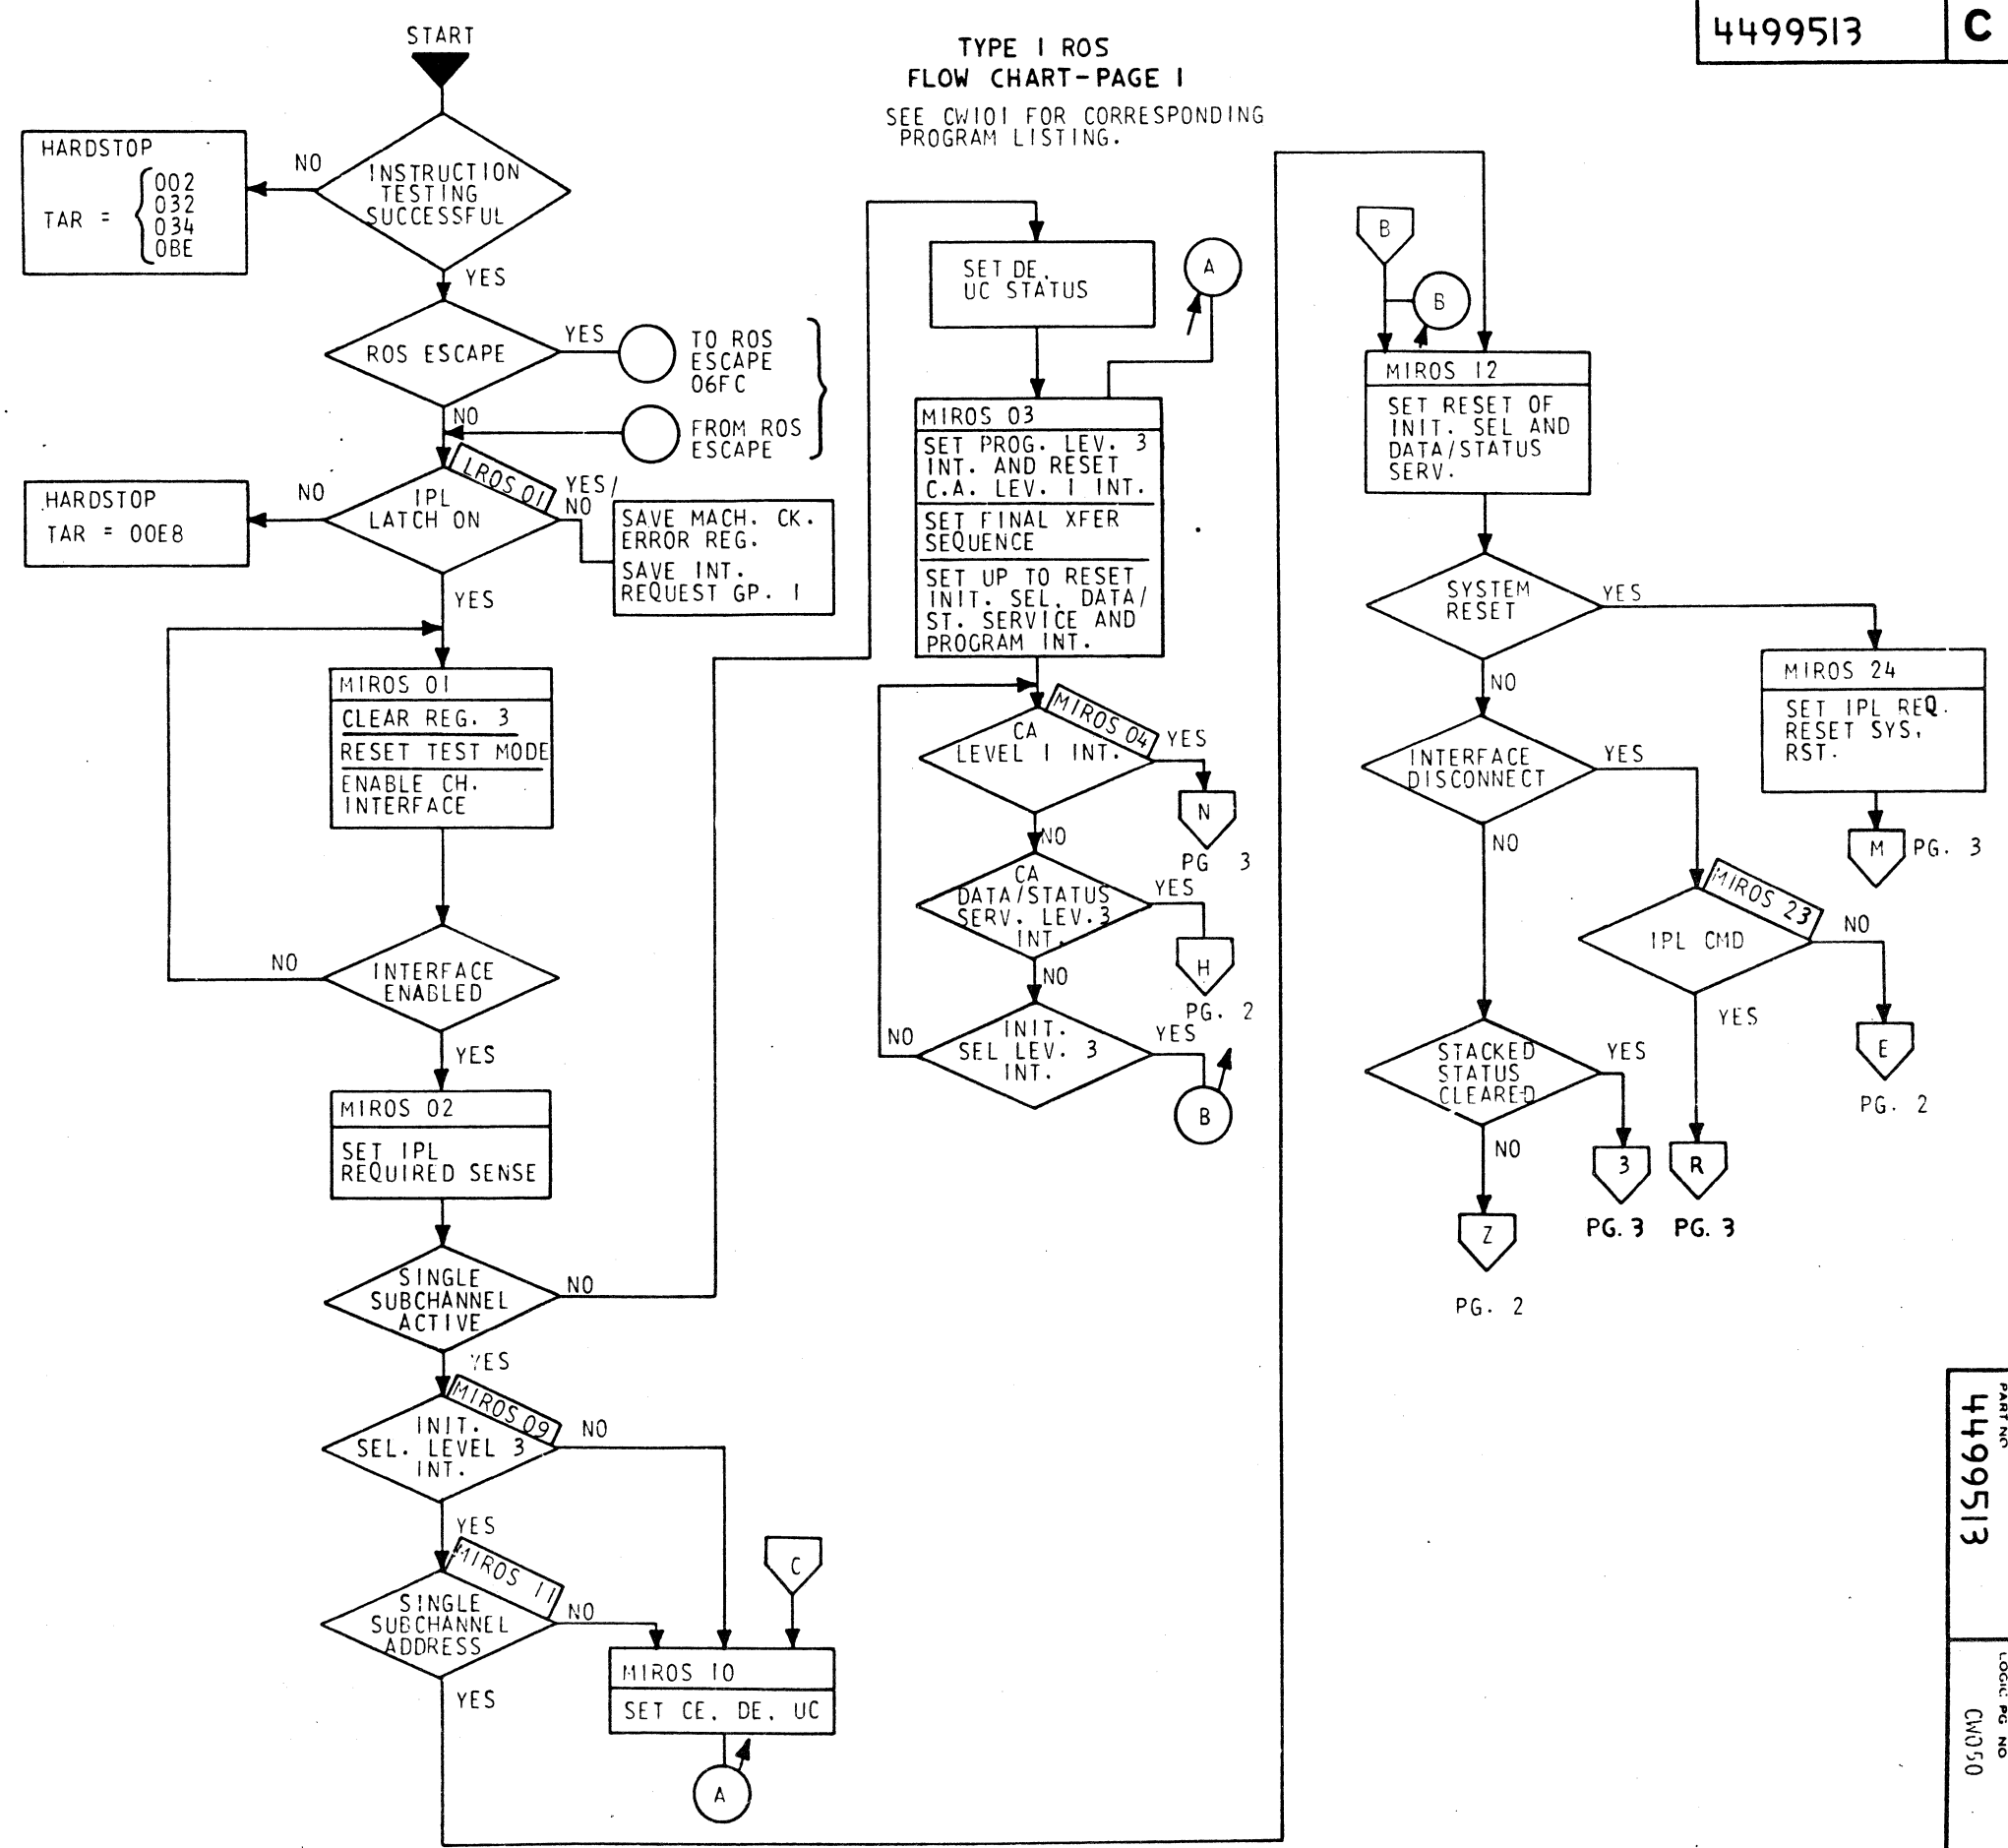 4499513
C
TYPE I ROS
FLOW CHART-PAGE I
SEE CW101 FOR CORRESPONDING
PROGRAM LISTING.
START
INSTRUCTION
TESTING
SUCCESSFUL
NO
HARDSTOP
TAR =
002
032
034
0BE
YES
ROS ESCAPE
YES
TO ROS
ESCAPE
06FC
NO
FROM ROS
ESCAPE
LROS 01
IPL
LATCH ON
NO
HARDSTOP
TAR = 00E8
YES/
NO
SAVE MACH. CK.
ERROR REG.
SAVE INT.
REQUEST GP. I
YES
MIROS 01
CLEAR REG. 3
RESET TEST MODE
ENABLE CH.
INTERFACE
INTERFACE
ENABLED
NO
YES
MIROS 02
SET IPL
REQUIRED SENSE
SINGLE
SUBCHANNEL
ACTIVE
NO
YES
MIROS 09
INIT.
SEL. LEVEL 3
INT.
NO
YES
MIROS 11
SINGLE
SUBCHANNEL
ADDRESS
NO
YES
C
MIROS 10
SET CE, DE, UC
A
SET DE,
UC STATUS
A
MIROS 03
SET PROG. LEV. 3
INT. AND RESET
C.A. LEV. I INT.
SET FINAL XFER
SEQUENCE
SET UP TO RESET
INIT. SEL, DATA/
ST. SERVICE AND
PROGRAM INT.
MIROS 04
CA
LEVEL I INT.
YES
N
PG 3
NO
CA
DATA/STATUS
SERV. LEV.3
INT.
YES
H
PG. 2
NO
INIT.
SEL LEV. 3
INT.
NO
YES
B
B
B
MIROS 12
SET RESET OF
INIT. SEL AND
DATA/STATUS
SERV.
SYSTEM
RESET
YES
MIROS 24
SET IPL REQ.
RESET SYS,
RST.
M
PG. 3
NO
INTERFACE
DISCONNECT
YES
NO
MIROS 23
IPL CMD
NO
E
PG. 2
YES
R
PG. 3
STACKED
STATUS
CLEARED
YES
3
PG. 3
NO
Z
PG. 2
PART NO
4499513
LOGIC PG NO
CW050